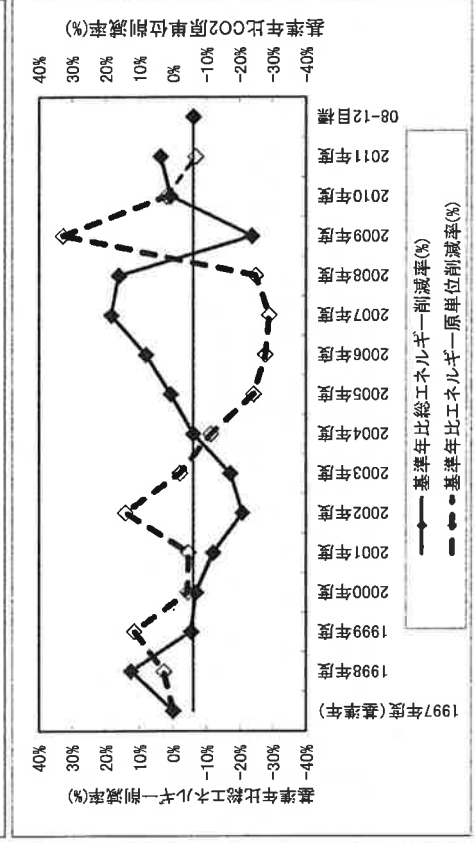 基準年比総エネルギー削減率(%)
40%
30%
20%
10%
0%
-10%
-20%
-30%
-40%
基準年比CO2原単位削減率(%)
40%
30%
20%
10%
0%
-10%
-20%
-30%
-40%
1997年度(基準年)
1998年度
1999年度
2000年度
2001年度
2002年度
2003年度
2004年度
2005年度
2006年度
2007年度
2008年度
2009年度
2010年度
2011年度
08-12目標
基準年比総エネルギー削減率(%)
基準年比エネルギー原単位削減率(%)